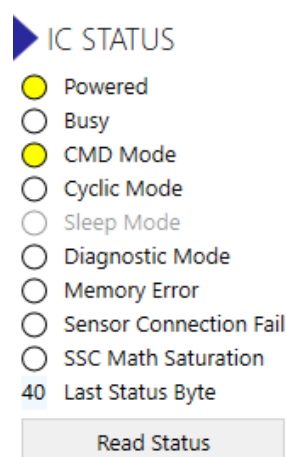 IC STATUS
Powered
Busy
CMD Mode
Cyclic Mode
Sleep Mode
Diagnostic Mode
Memory Error
Sensor Connection Fail
SSC Math Saturation
40 Last Status Byte
Read Status